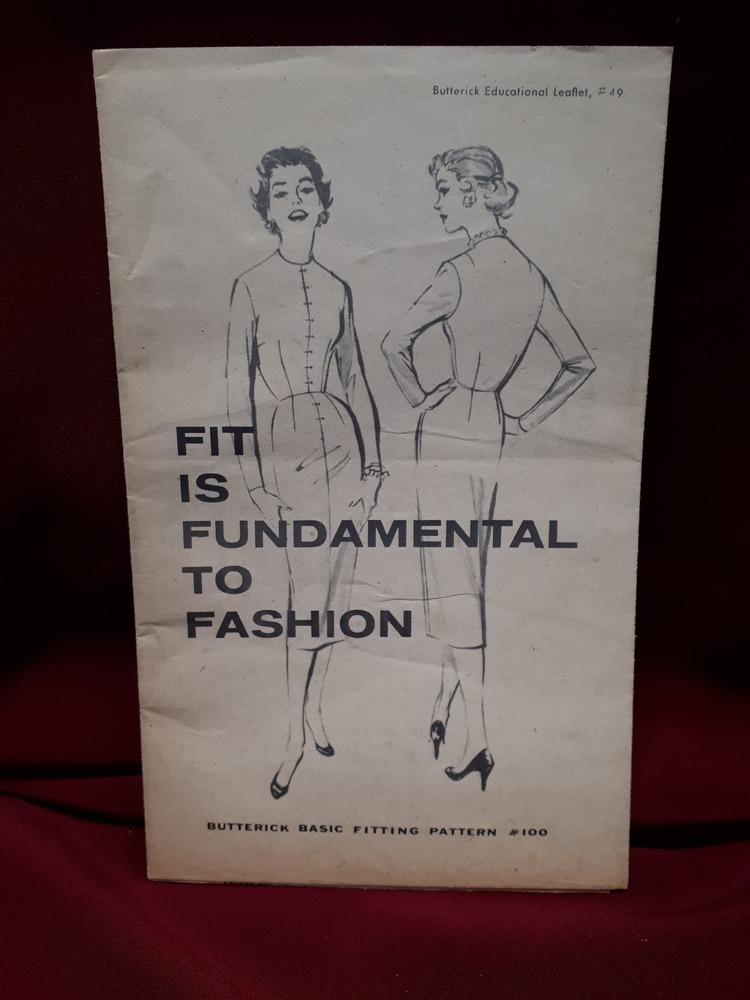 Butterick Educational Leaflet, #49
FIT
IS
FUNDAMENTAL
TO
FASHION
BUTTERICK BASIC FITTING PATTERN #100